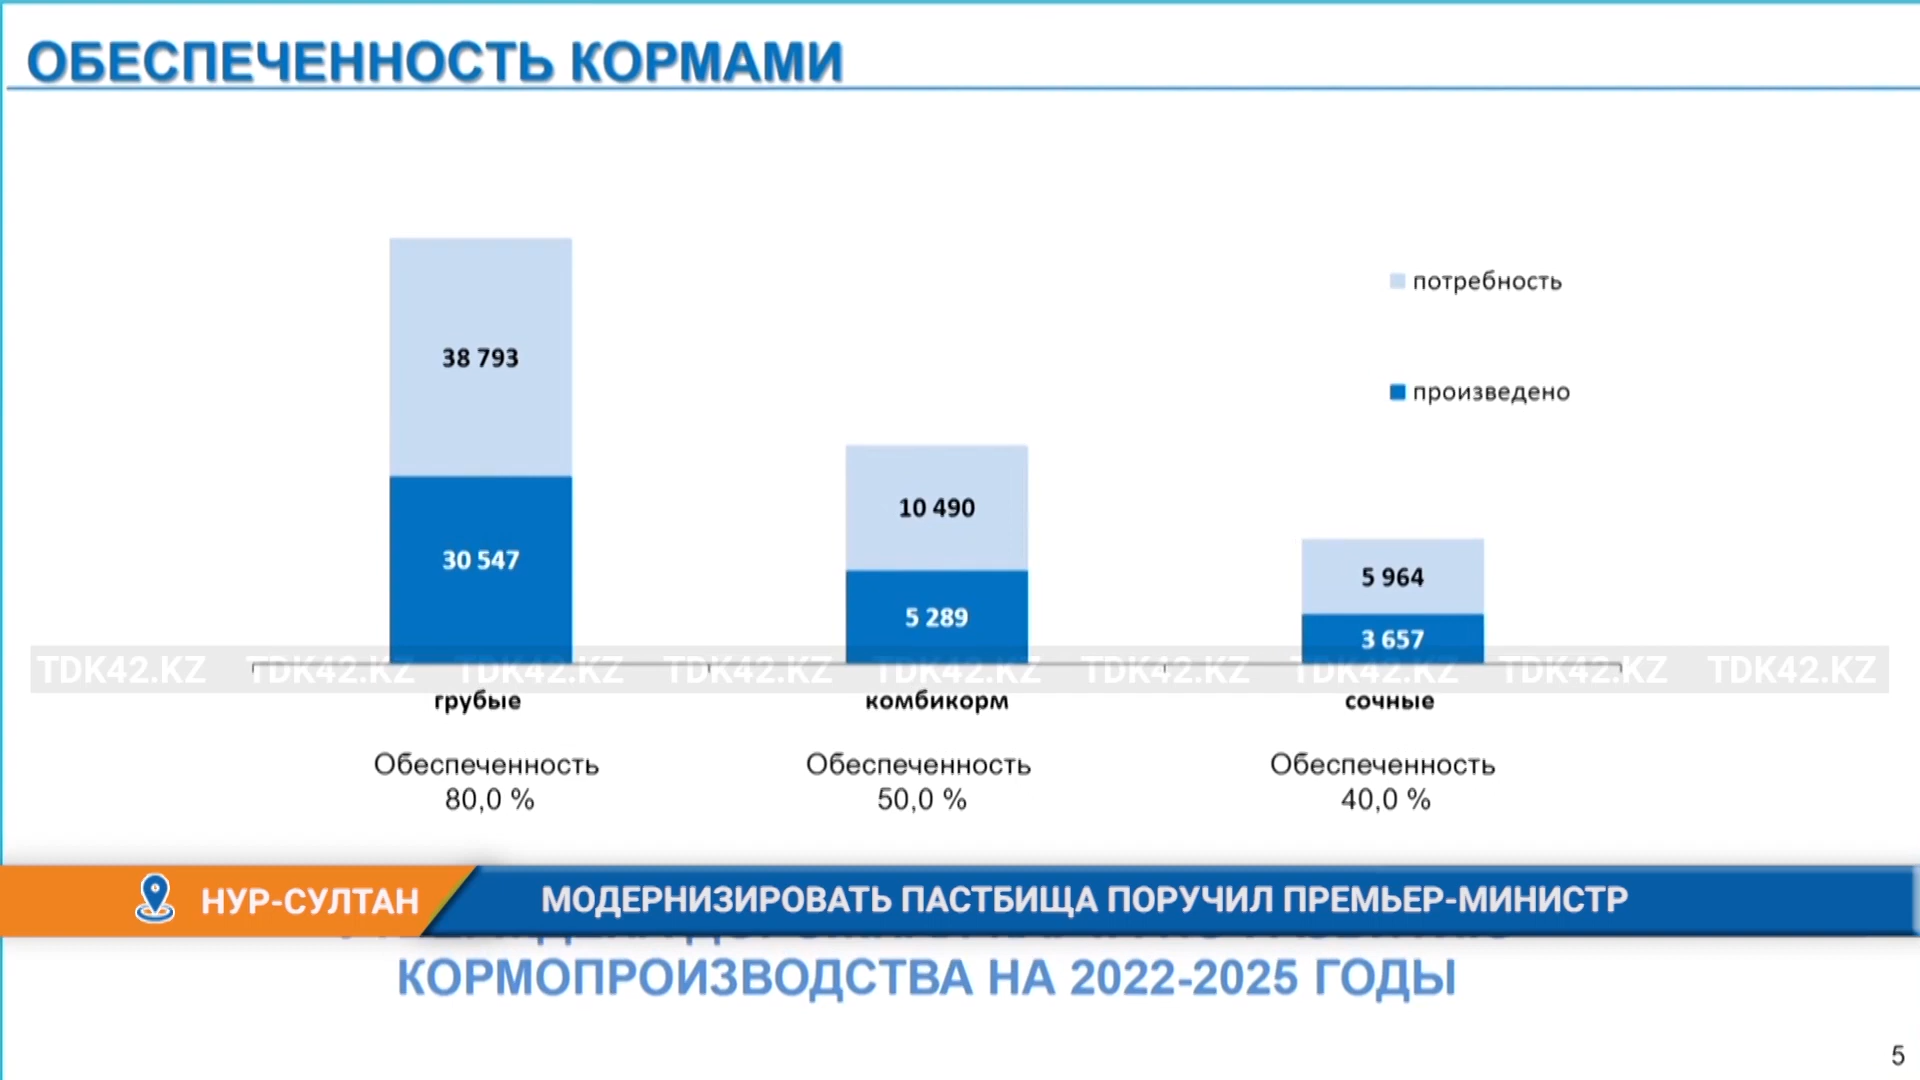 ОБЕСПЕЧЕННОСТЬ КОРМАМИ
38 793
потребность
произведено
10 490
30 547
5 964
5 289
3 657
TDK42.KZ TDK42.KZ TDK42.KZ TDK42.KZ TDK42.KZ TDK42.KZ TDK42.KZ TDK42.KZ TDK42.KZ
грубые комбикорм сочные
Обеспеченность Обеспеченность Обеспеченность
80,0 % 50,0 % 40,0 %
НУР-СУЛТАН МОДЕРНИЗИРОВАТЬ ПАСТБИЩА ПОРУЧИЛ ПРЕМЬЕР-МИНИСТР
КОРМОПРОИЗВОДСТВА НА 2022-2025 ГОДЫ
5